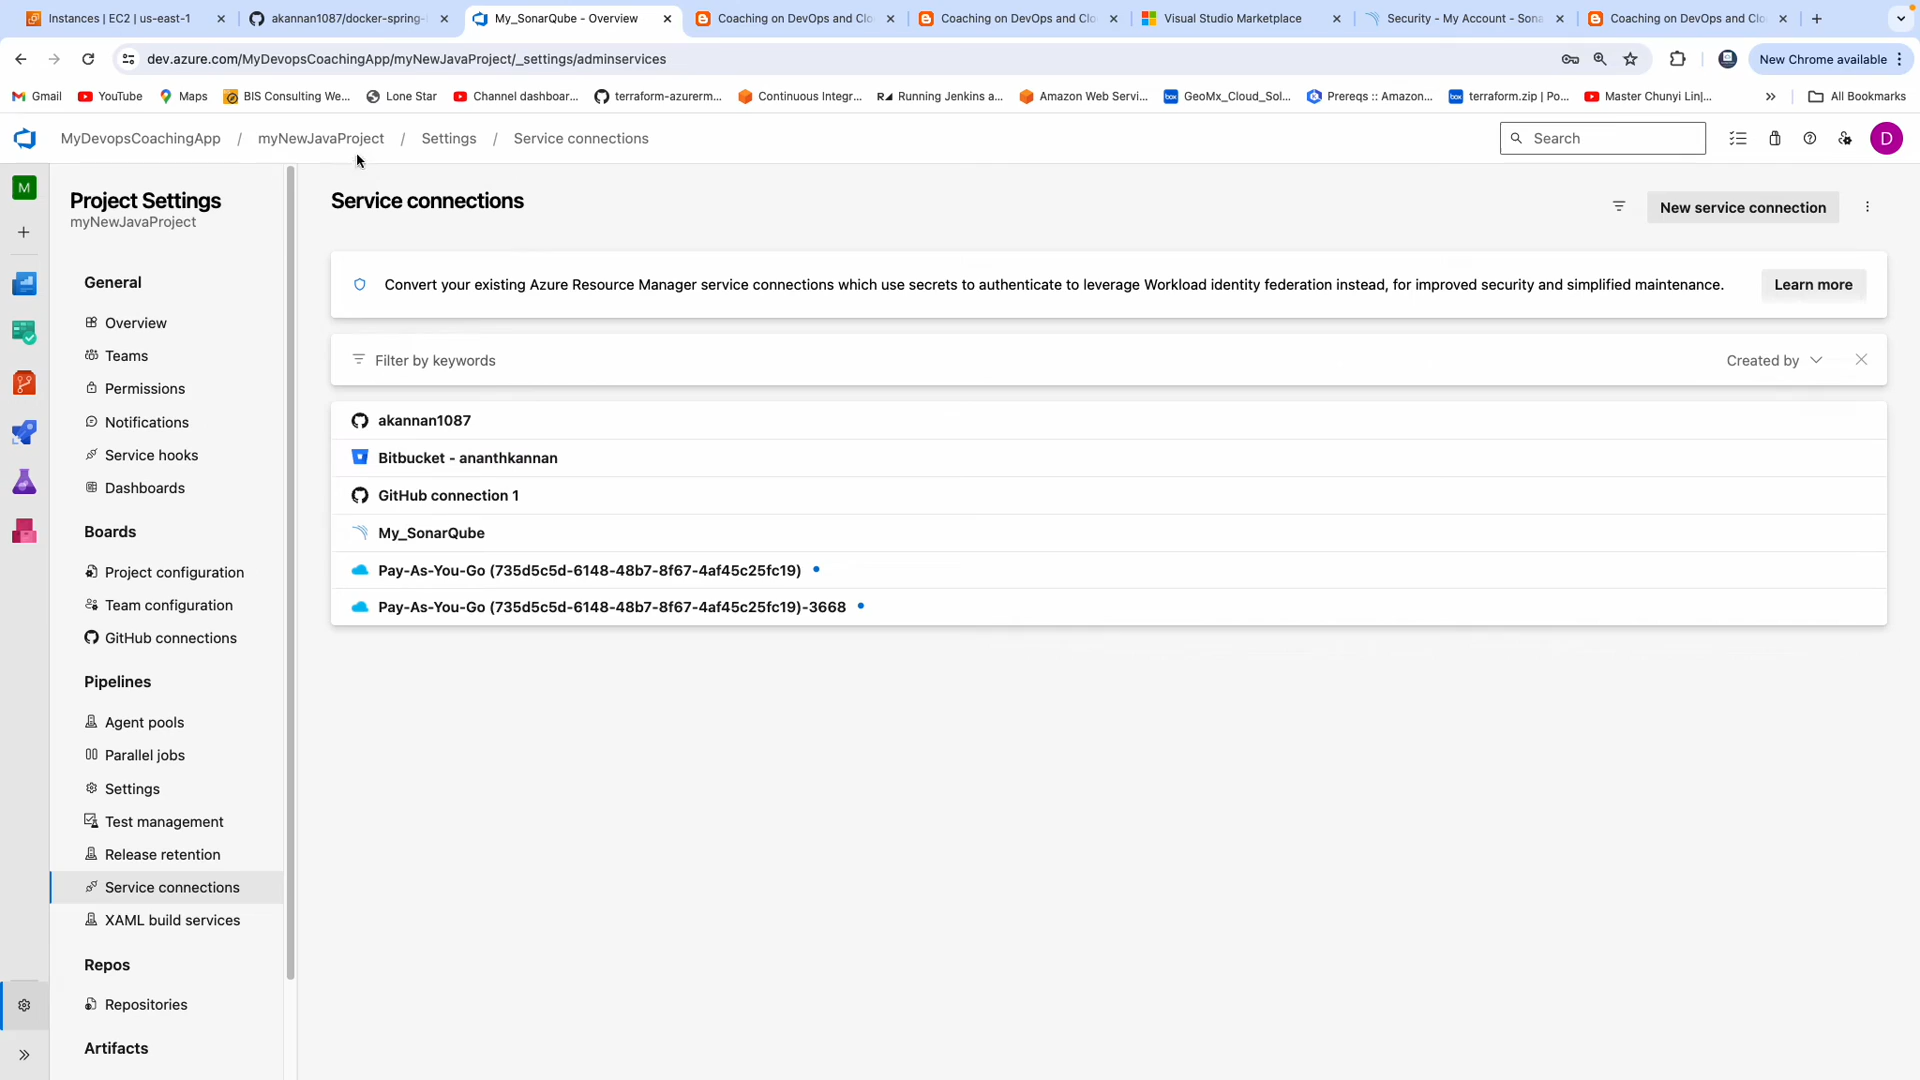 Instances | EC2 | us-east-1
akannan1087/docker-spring-
My_SonarQube - Overview
Coaching on DevOps and Clo
Coaching on DevOps and Clo
Visual Studio Marketplace
Security - My Account - Sona
Coaching on DevOps and Clo
dev.azure.com/MyDevopsCoachingApp/myNewJavaProject/_settings/adminservices
New Chrome available
Gmail
YouTube
Maps
BIS Consulting We...
Lone Star
Channel dashboar...
terraform-azurerm...
Continuous Integr...
Running Jenkins a...
Amazon Web Servi...
GeoMx_Cloud_Sol...
Prereqs :: Amazon...
terraform.zip | Po...
Master Chunyi Lin|...
All Bookmarks
MyDevopsCoachingApp / myNewJavaProject / Settings / Service connections
Search
D
M
Project Settings
myNewJavaProject
General
Overview
Teams
Permissions
Notifications
Service hooks
Dashboards
Boards
Project configuration
Team configuration
GitHub connections
Pipelines
Agent pools
Parallel jobs
Settings
Test management
Release retention
Service connections
XAML build services
Repos
Repositories
Artifacts
Service connections
New service connection
Convert your existing Azure Resource Manager service connections which use secrets to authenticate to leverage Workload identity federation instead, for improved security and simplified maintenance.
Learn more
Filter by keywords
Created by
akannan1087
Bitbucket - ananthkannan
GitHub connection 1
My_SonarQube
Pay-As-You-Go (735d5c5d-6148-48b7-8f67-4af45c25fc19)
Pay-As-You-Go (735d5c5d-6148-48b7-8f67-4af45c25fc19)-3668